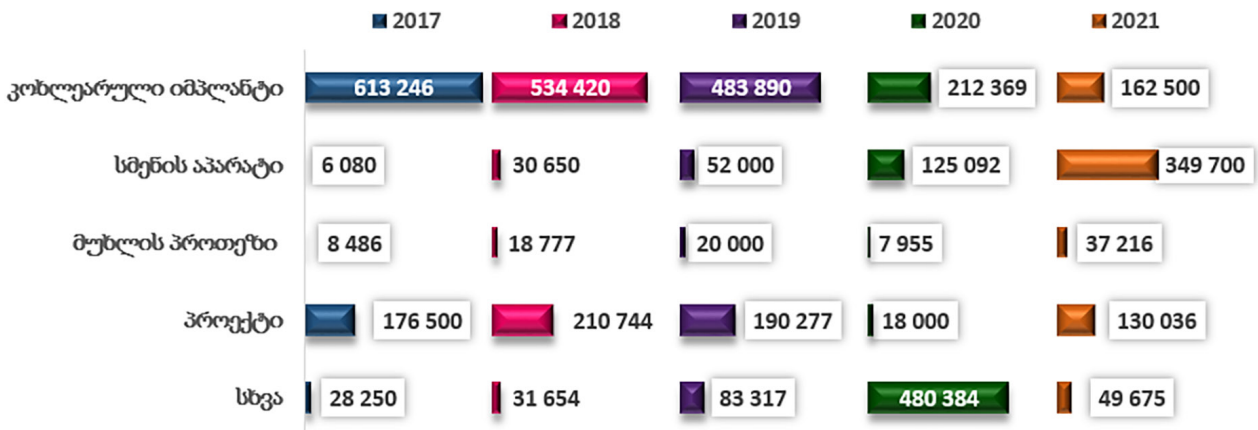 2017 2018 2019 2020 2021
კოხლეარული იმპლანტი 613 246 534 420 483 890 212 369 162 500
სმენის აპარატი 6 080 30 650 52 000 125 092 349 700
მუხლის პროთეზი 8 486 18 777 20 000 7 955 37 216
პროექტი 176 500 210 744 190 277 18 000 130 036
სხვა 28 250 31 654 83 317 480 384 49 675